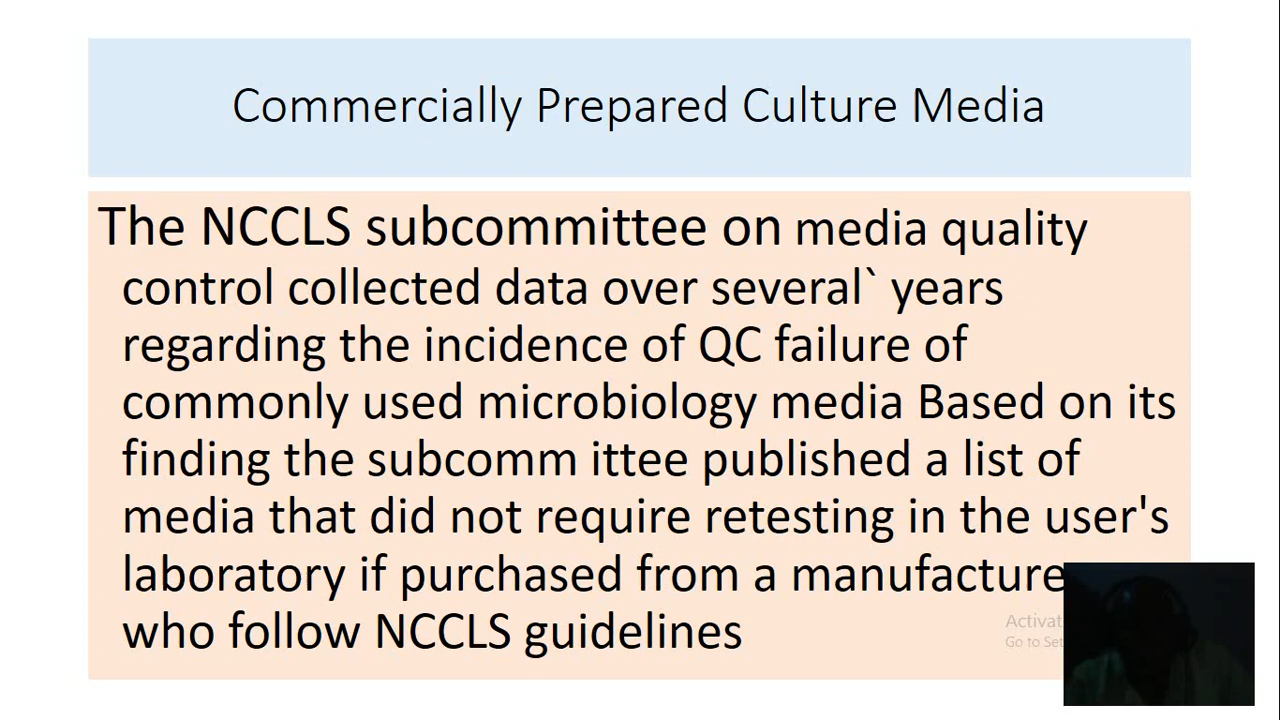 Commercially Prepared Culture Media
The NCCLS subcommittee on media quality
control collected data over several` years
regarding the incidence of QC failure of
commonly used microbiology media Based on its
finding the subcomm ittee published a list of
media that did not require retesting in the user's
laboratory if purchased from a manufacture
who follow NCCLS guidelines
Activat
Go to Set